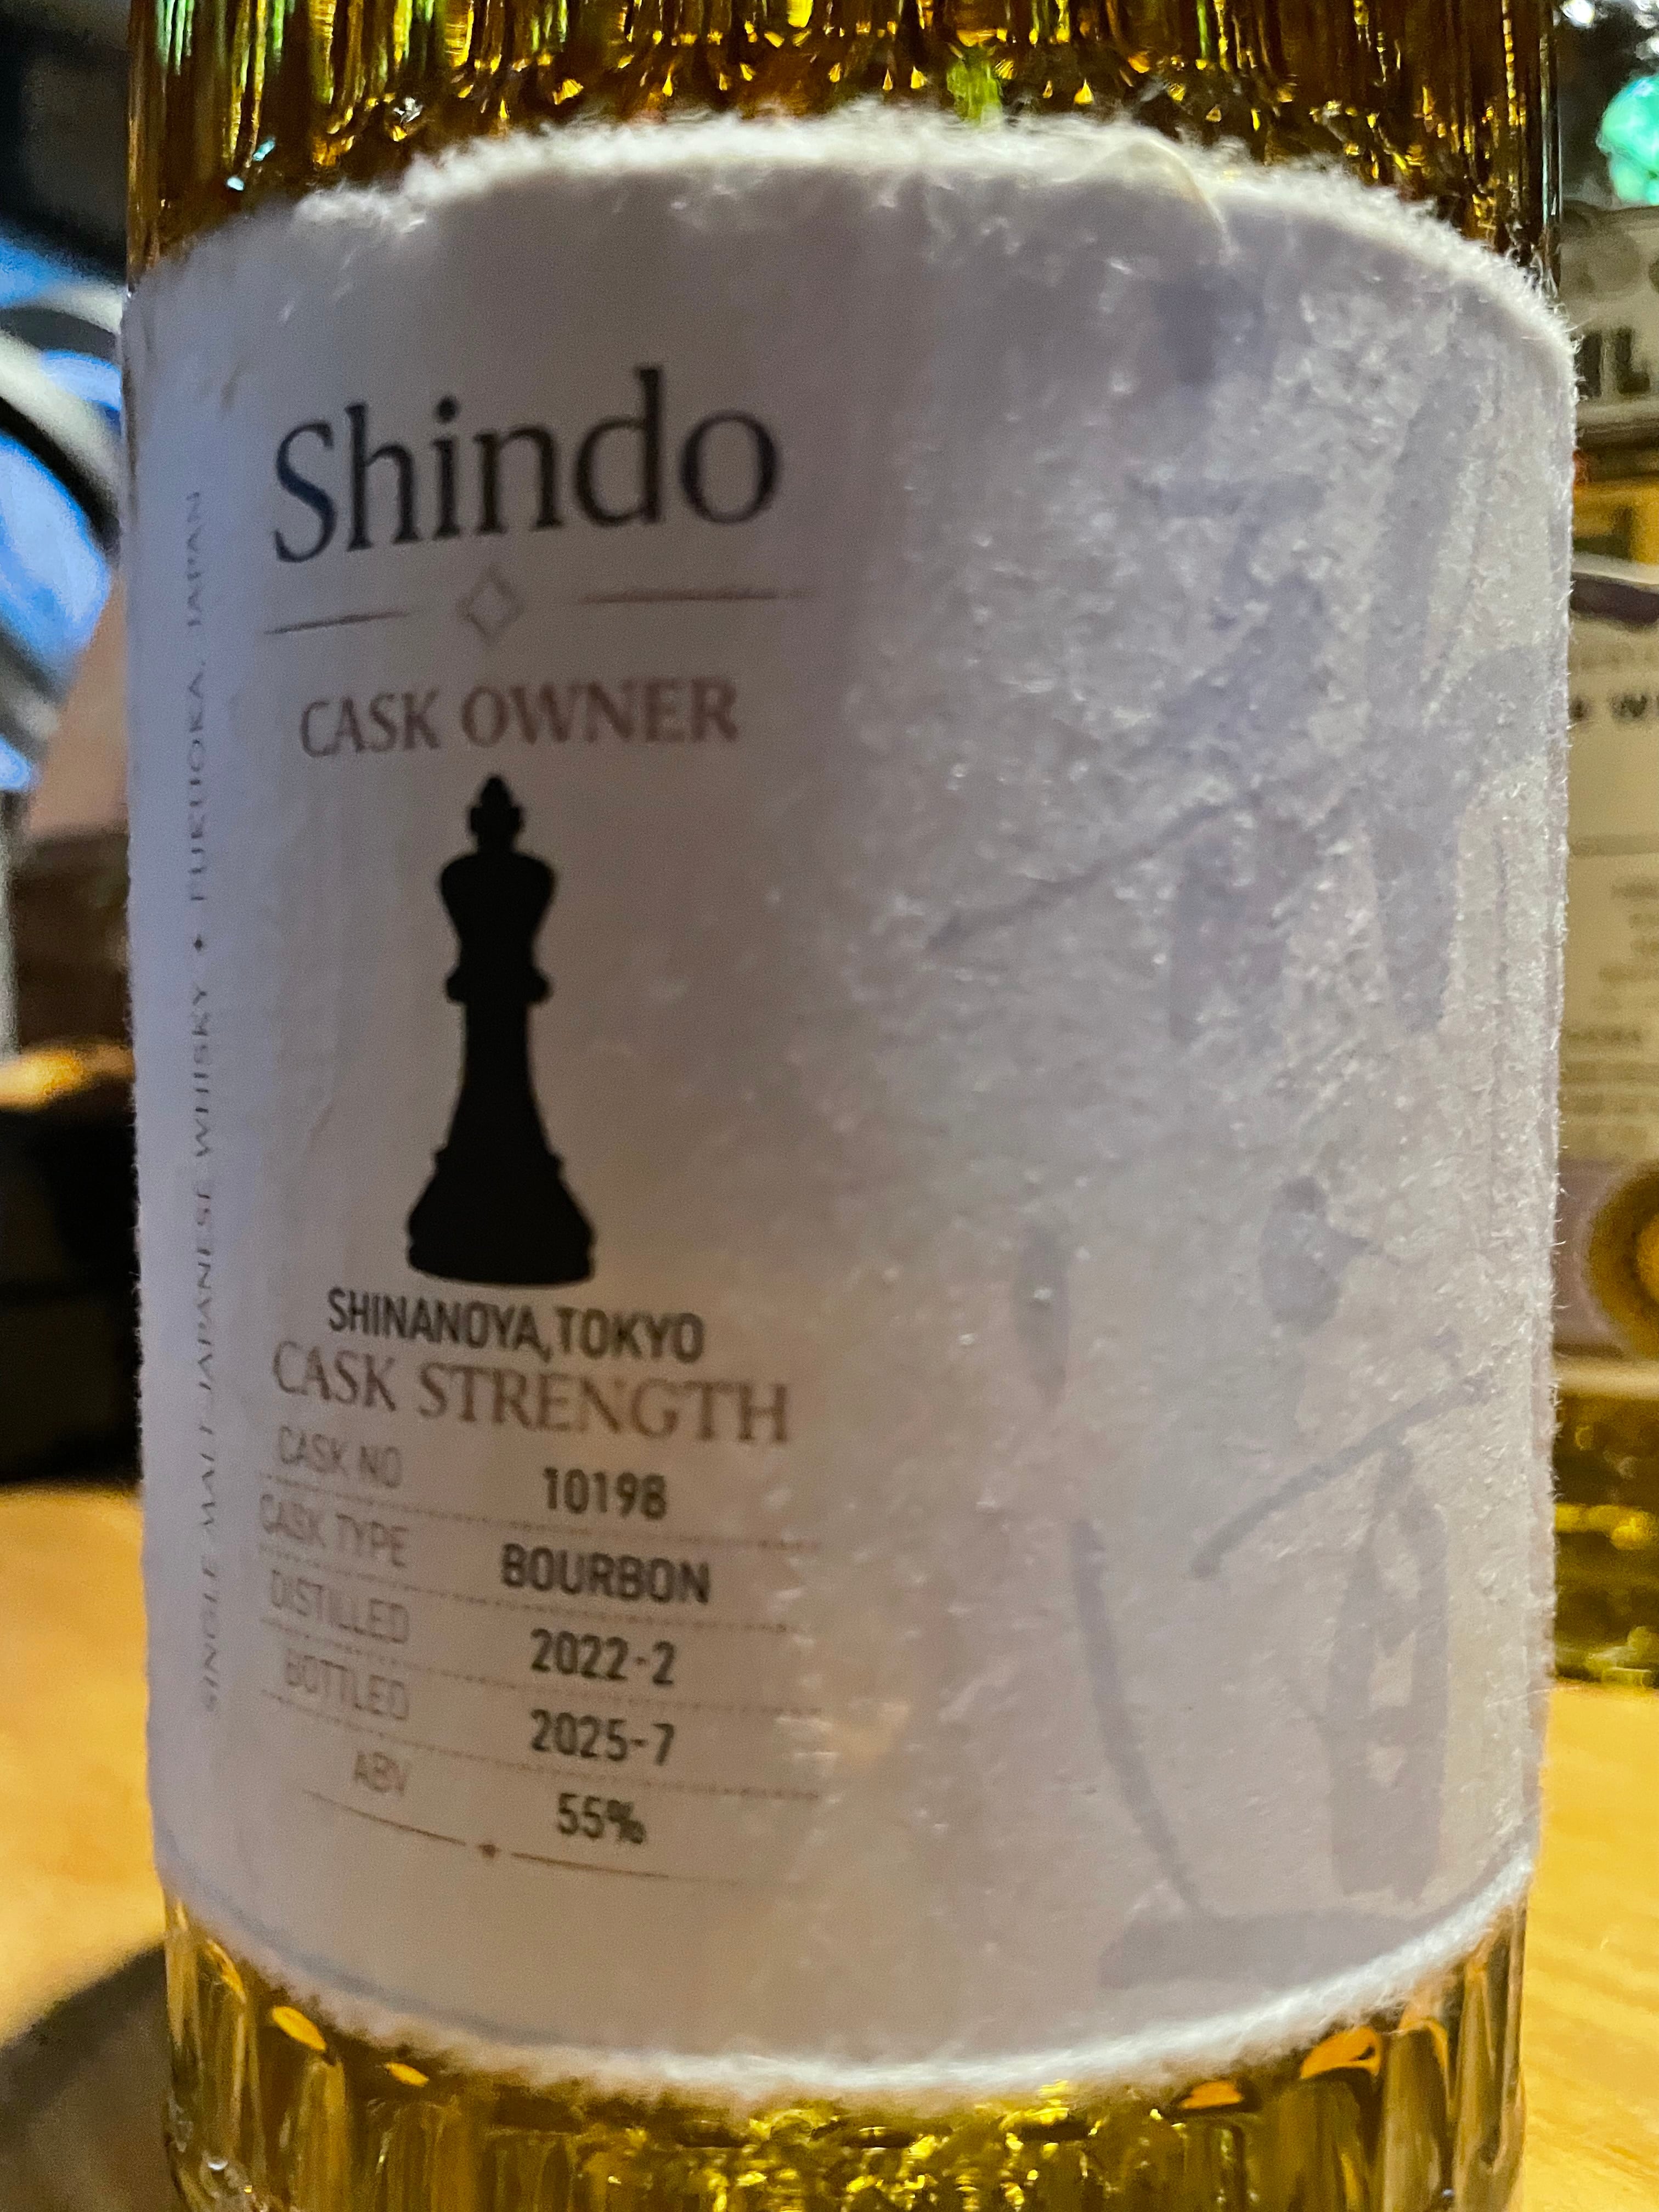 Shindo
CASK OWNER
SHINANOYA,TOKYO
CASK STRENGTH
CASK NO 10198
CASK TYPE BOURBON
DISTILLED 2022-2
BOTTLED 2025-7
ABV 55%
SINGLE MALT JAPANESE WHISKY ✦ FUKUOKA, JAPAN